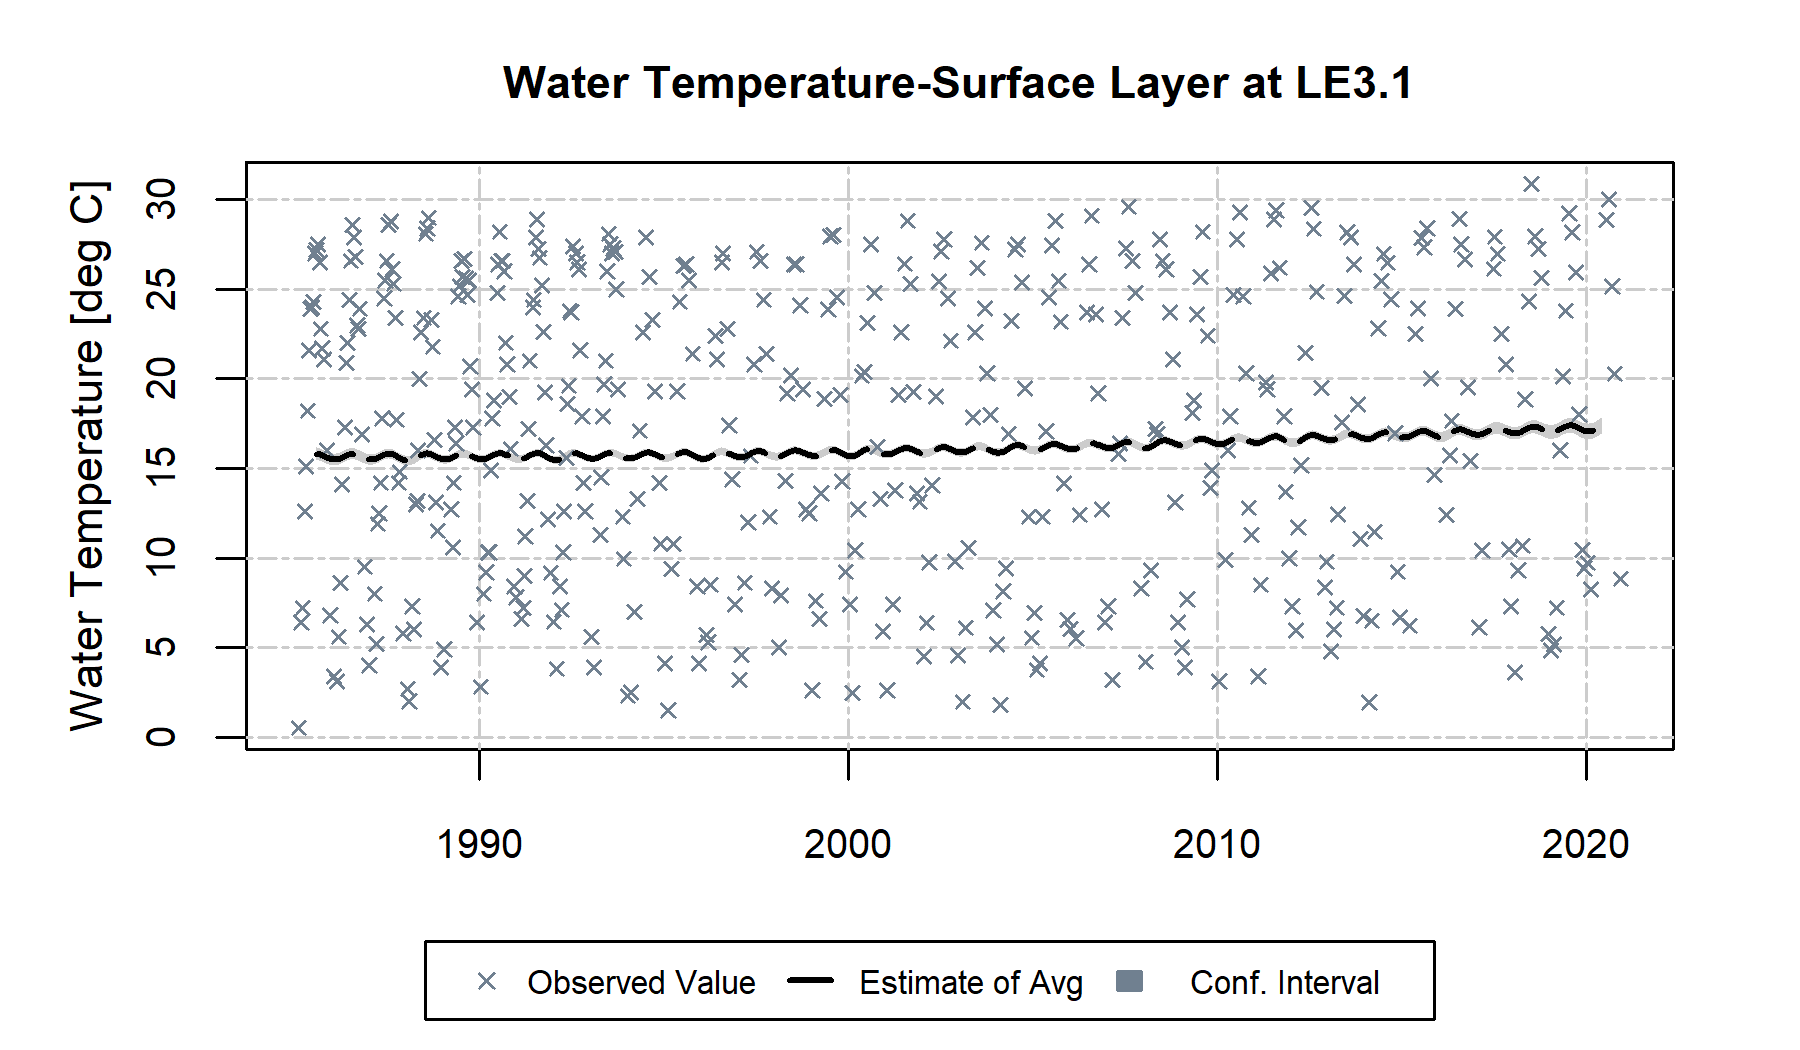 Water Temperature-Surface Layer at LE3.1
Water Temperature [deg C]
30
25
20
15
10
5
0
1990 2000 2010 2020
Observed Value Estimate of Avg Conf. Interval